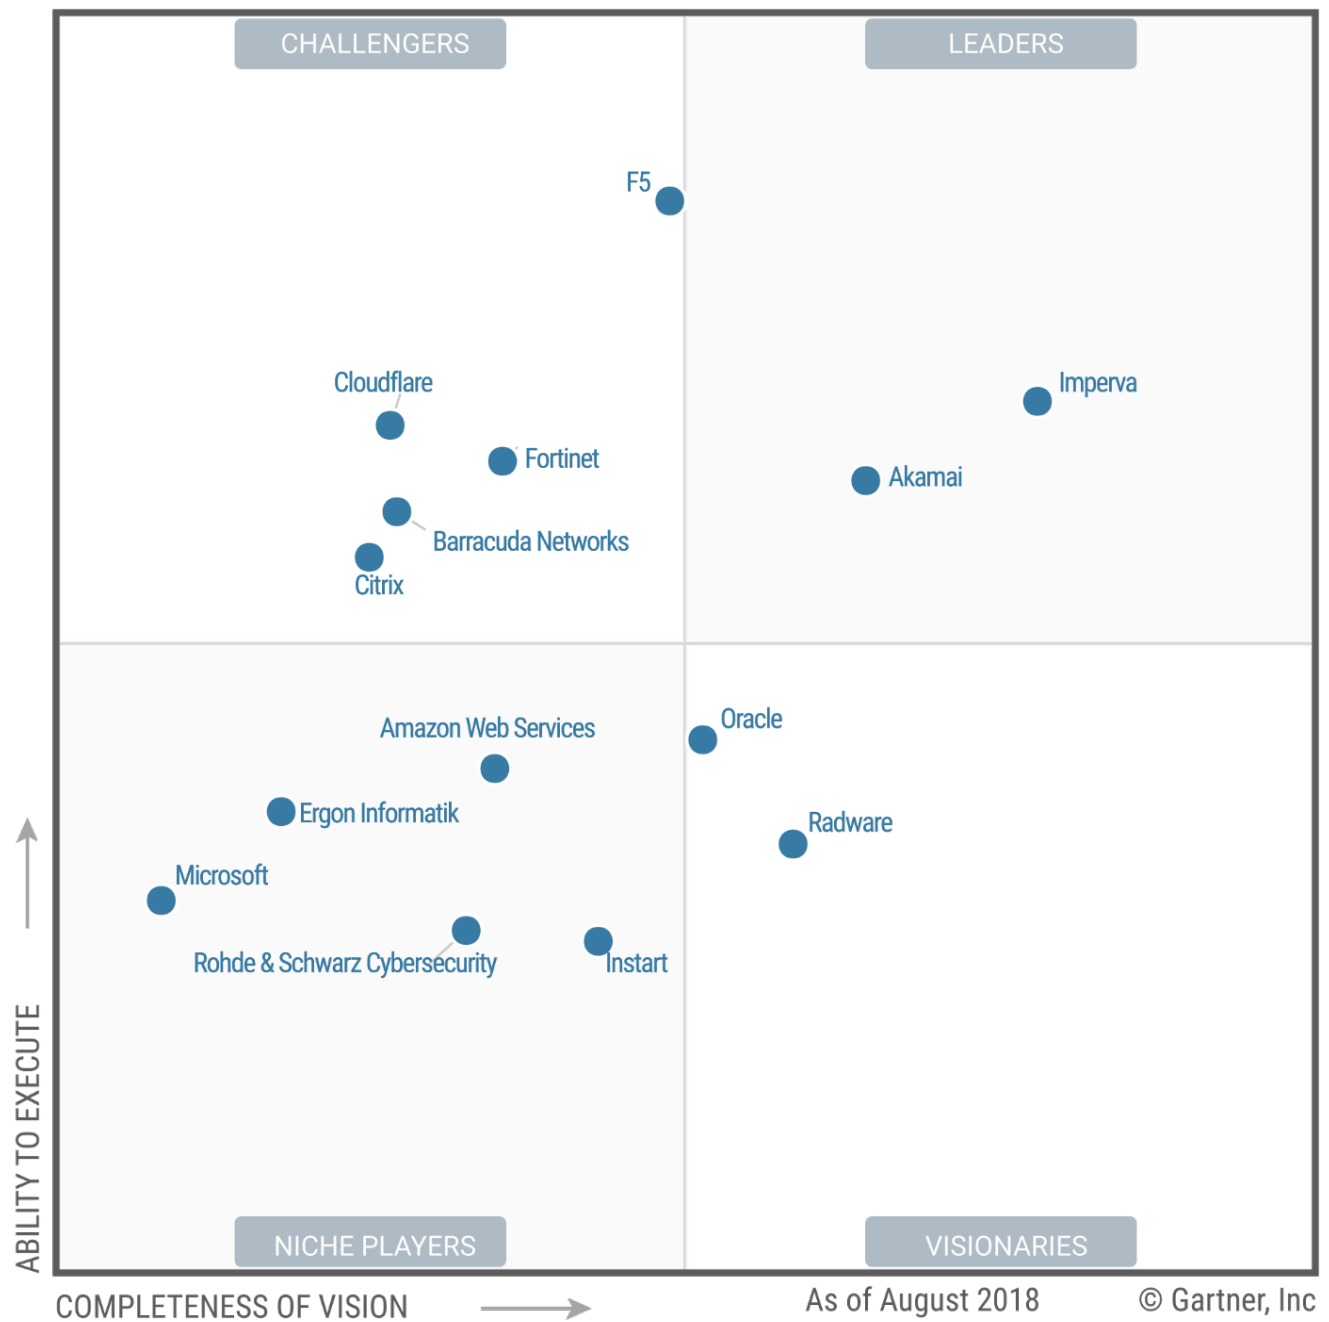 CHALLENGERS
LEADERS
F5
Cloudflare
Imperva
Fortinet
Akamai
Barracuda Networks
Citrix
Oracle
Amazon Web Services
Ergon Informatik
Radware
Microsoft
Rohde & Schwarz Cybersecurity
Instart
ABILITY TO EXECUTE
NICHE PLAYERS
VISIONARIES
COMPLETENESS OF VISION
As of August 2018
© Gartner, Inc